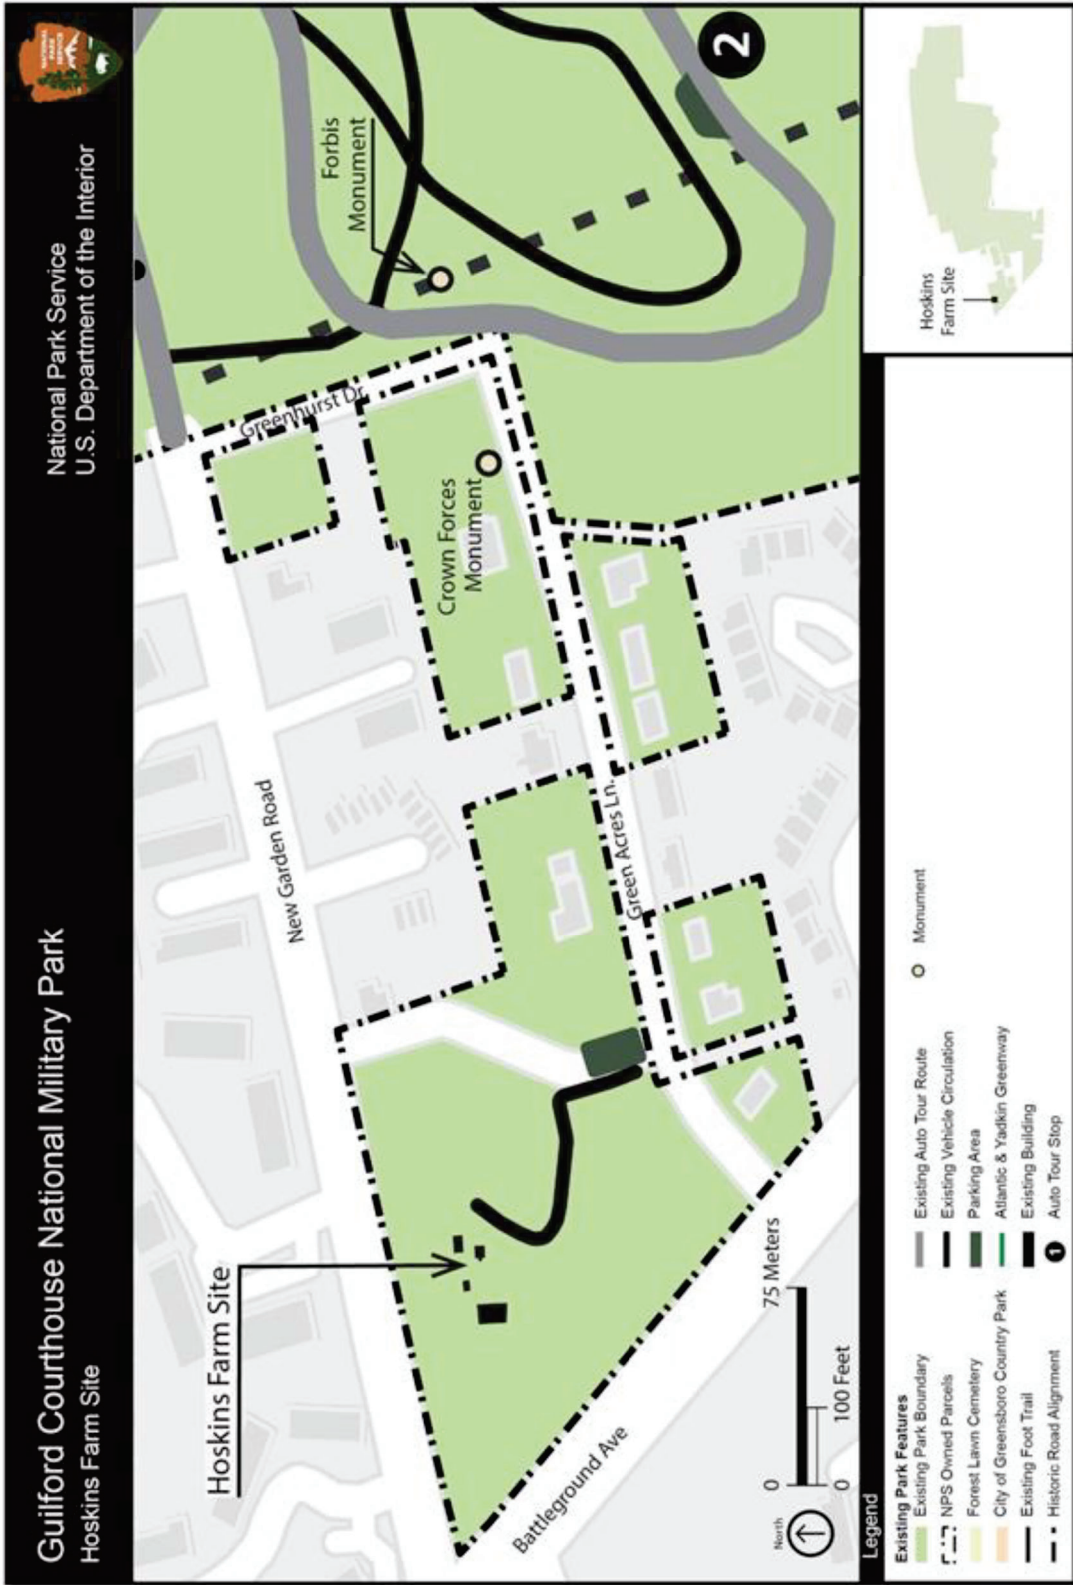 Guilford Courthouse National Military Park
Hoskins Farm Site
National Park Service
U.S. Department of the Interior
NATIONAL
PARK
SERVICE
Hoskins Farm Site
New Garden Road
Greenhurst Dr.
Forbis
Monument
2
Crown Forces
Monument
Green Acres Ln.
Battleground Ave
North
0
75 Meters
0
100 Feet
Hoskins
Farm Site
Legend
Existing Park Features
Existing Park Boundary
NPS Owned Parcels
Forest Lawn Cemetery
City of Greensboro Country Park
Existing Foot Trail
Historic Road Alignment
Existing Auto Tour Route
Existing Vehicle Circulation
Parking Area
Atlantic & Yadkin Greenway
Existing Building
1 Auto Tour Stop
Monument